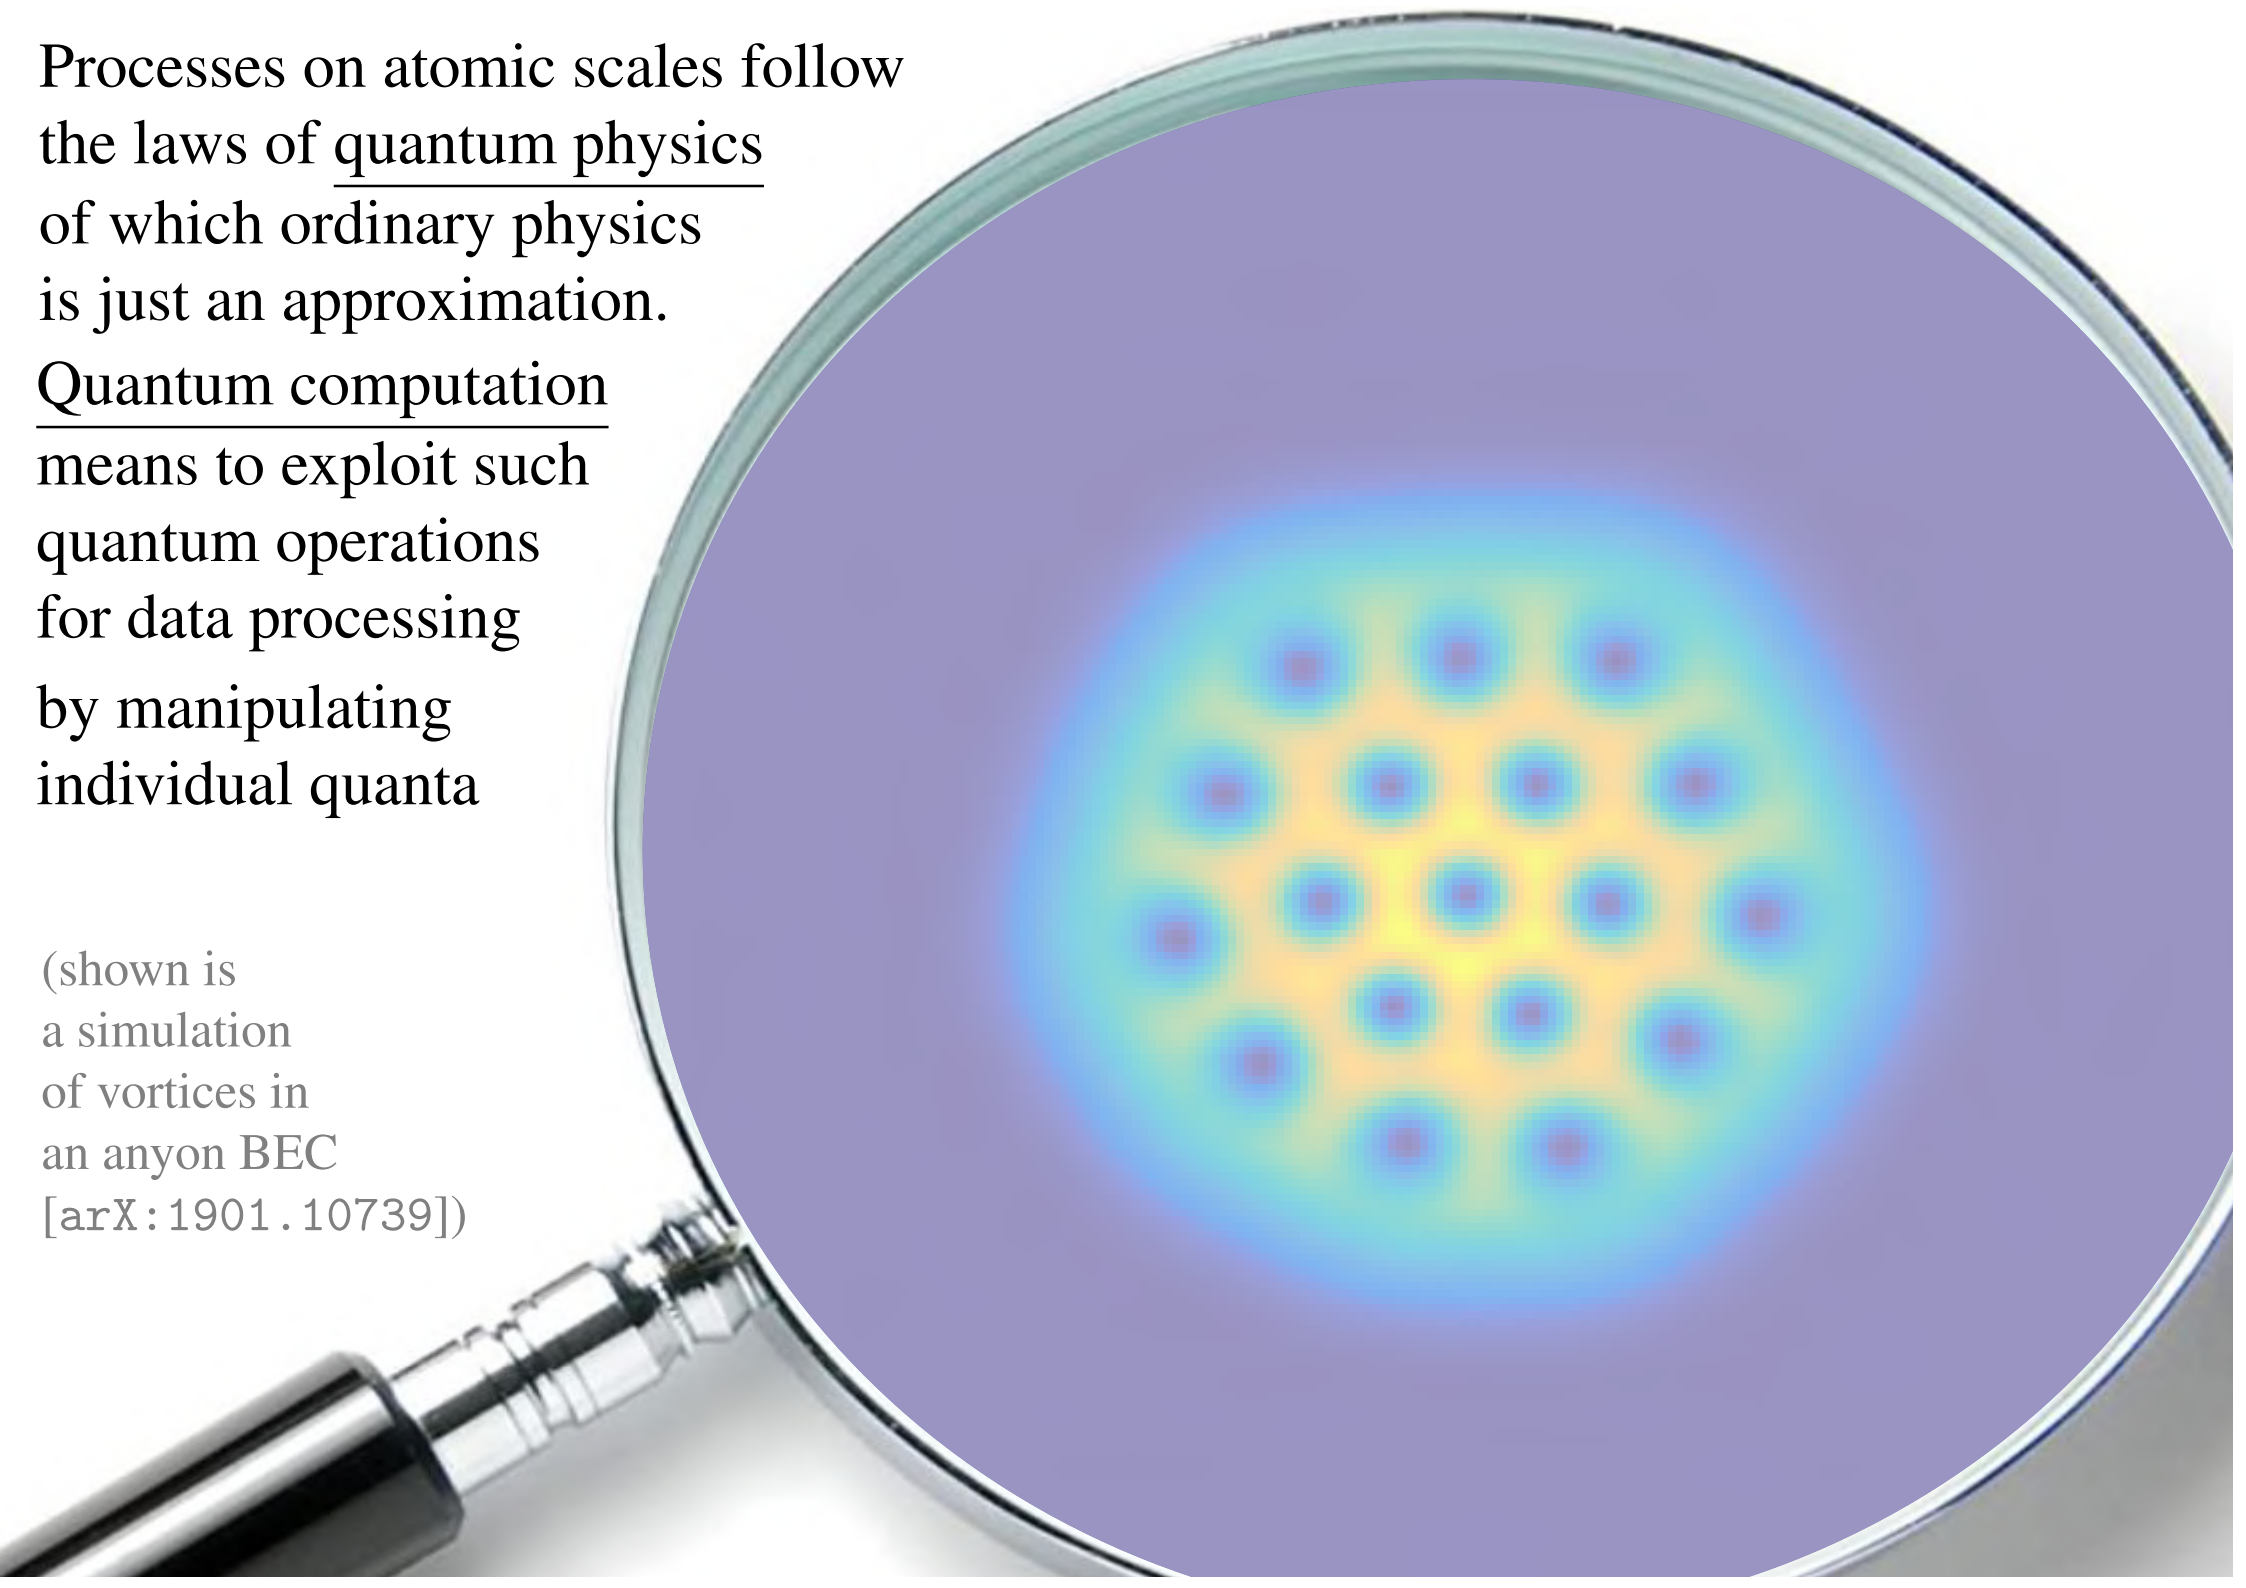 Processes on atomic scales follow
the laws of quantum physics
of which ordinary physics
is just an approximation.
Quantum computation
means to exploit such
quantum operations
for data processing
by manipulating
individual quanta
(shown is
a simulation
of vortices in
an anyon BEC
[arX:1901.10739])